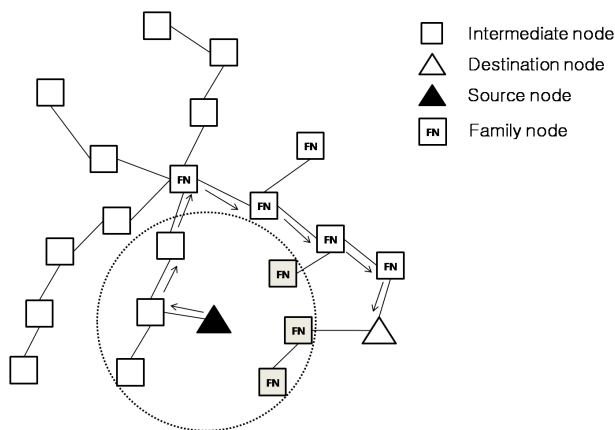 Intermediate node
Destination node
Source node
FN Family node
FN
FN
FN
FN
FN
FN
FN
FN